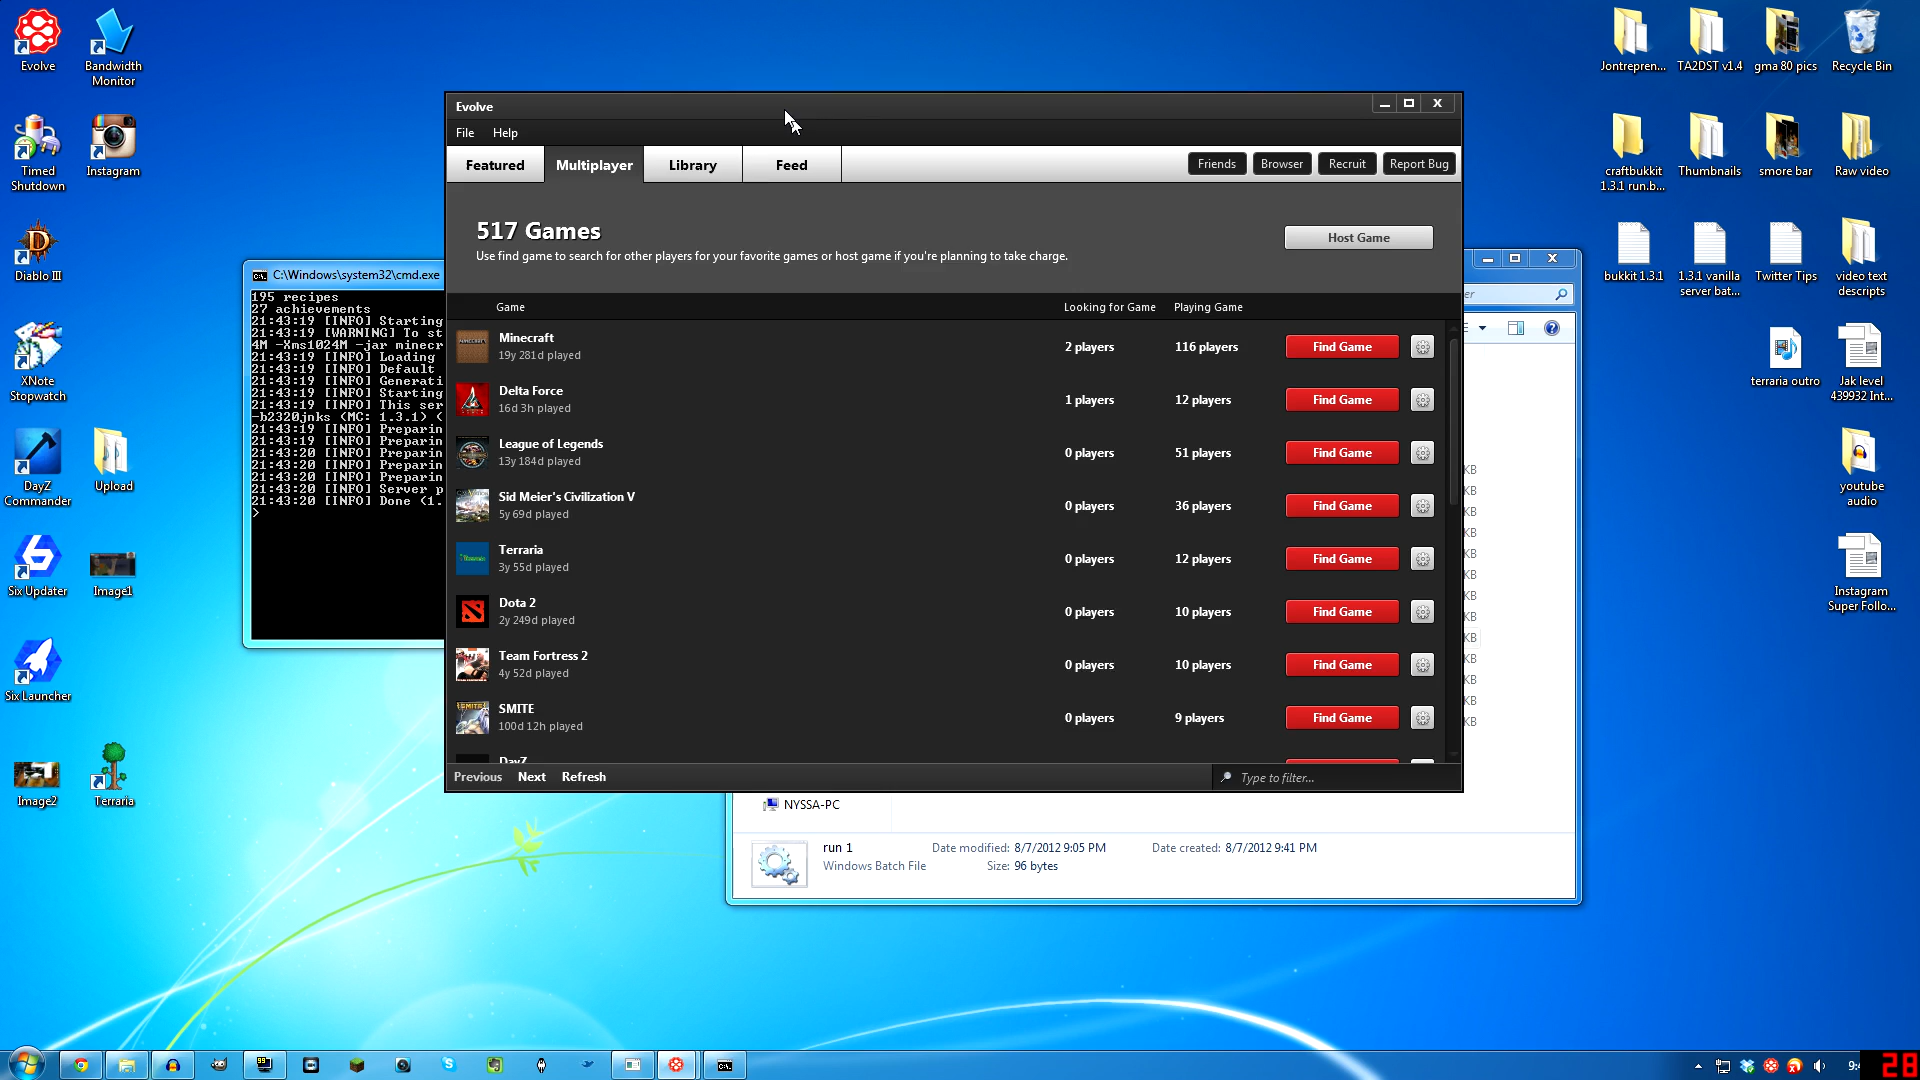 Evolve
Bandwidth
Monitor
Timed
Shutdown
Instagram
Diablo III
XNote
Stopwatch
DayZ
Commander
Upload
Six Updater
Image1
Six Launcher
Image2
Terraria
C:\Windows\system32\cmd.exe
195 recipes
27 achievements
21:43:19 [INFO] Starting
21:43:19 [WARNING] To st
4M -Xms1024M -jar minecr
21:43:19 [INFO] Loading
21:43:19 [INFO] Default
21:43:19 [INFO] Generati
21:43:19 [INFO] Starting
21:43:19 [INFO] This ser
-b2320jnks (MC: 1.3.1) (
21:43:19 [INFO] Preparin
21:43:19 [INFO] Preparin
21:43:20 [INFO] Preparin
21:43:20 [INFO] Preparin
21:43:20 [INFO] Preparin
21:43:20 [INFO] Server p
21:43:20 [INFO] Done (1.
>
Evolve
File Help
Featured Multiplayer Library Feed
Friends Browser Recruit Report Bug
517 Games
Use find game to search for other players for your favorite games or host game if you're planning to take charge.
Host Game
Game Looking for Game Playing Game
Minecraft
19y 281d played
2 players 116 players Find Game
Delta Force
16d 3h played
1 players 12 players Find Game
League of Legends
13y 184d played
0 players 51 players Find Game
Sid Meier's Civilization V
5y 69d played
0 players 36 players Find Game
Terraria
3y 55d played
0 players 12 players Find Game
Dota 2
2y 249d played
0 players 10 players Find Game
Team Fortress 2
4y 52d played
0 players 10 players Find Game
SMITE
100d 12h played
0 players 9 players Find Game
DayZ
Previous Next Refresh
Type to filter...
KB
KB
KB
KB
KB
KB
KB
KB
KB
KB
KB
KB
KB
NYSSA-PC
run 1
Windows Batch File
Date modified: 8/7/2012 9:05 PM
Size: 96 bytes
Date created: 8/7/2012 9:41 PM
Jontrepren...
TA2DST v1.4
gma 80 pics
Recycle Bin
craftbukkit
1.3.1 run.b...
Thumbnails
smore bar
Raw video
bukkit 1.3.1
1.3.1 vanilla
server bat...
Twitter Tips
video text
descripts
terraria outro
Jak level
439932 Int...
youtube
audio
Instagram
Super Follo...
99
28